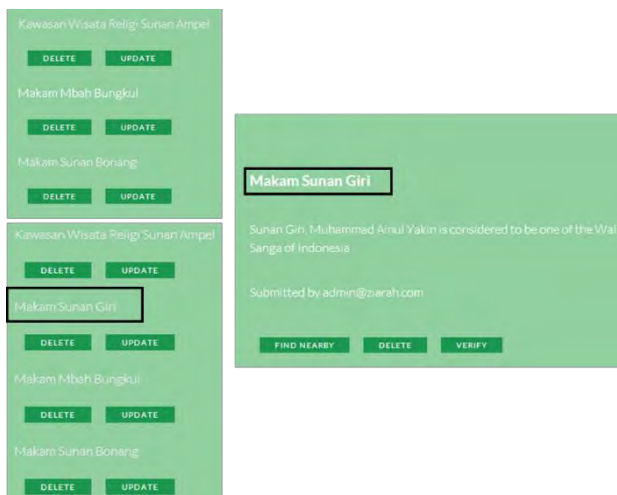 Kawasan Wisata Religi Sunan Ampel
DELETE UPDATE
Makam Mbah Bungkul
DELETE UPDATE
Makam Sunan Bonang
DELETE UPDATE
Kawasan Wisata Religi Sunan Ampel
DELETE UPDATE
Makam Sunan Giri
DELETE UPDATE
Makam Mbah Bungkul
DELETE UPDATE
Makam Sunan Bonang
DELETE UPDATE
Makam Sunan Giri
Sunan Giri, Muhammad Ainul Yakin is considered to be one of the Wali
Sanga of Indonesia
Submitted by admin@ziarah.com
FIND NEARBY DELETE VERIFY